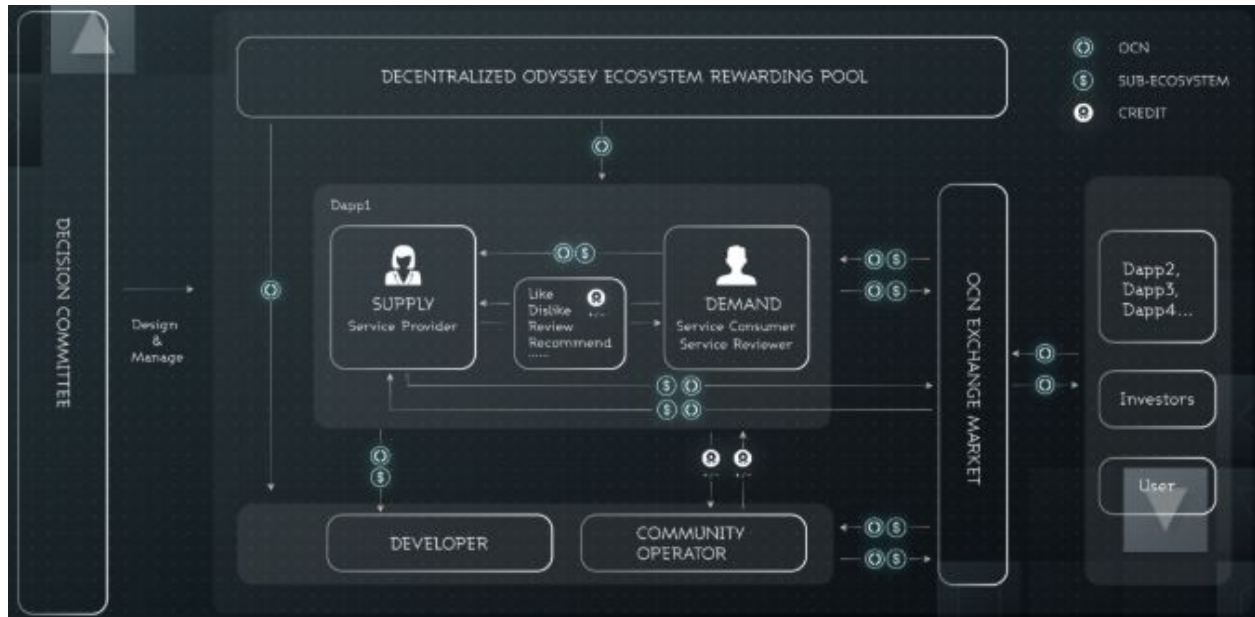 DECENTRALIZED ODYSSEY ECOSYSTEM REWARDING POOL
OCN
SUB-ECOSYSTEM
CREDIT
DECISION COMMITTEE
Design
&
Manage
Dapp1
SUPPLY
Service Provider
Like
Dislike
Review
Recommend
......
+/-
DEMAND
Service Consumer
Service Reviewer
OCN EXCHANGE MARKET
Dapp2,
Dapp3,
Dapp4...
Investors
User...
+/-
+/-
DEVELOPER
COMMUNITY
OPERATOR